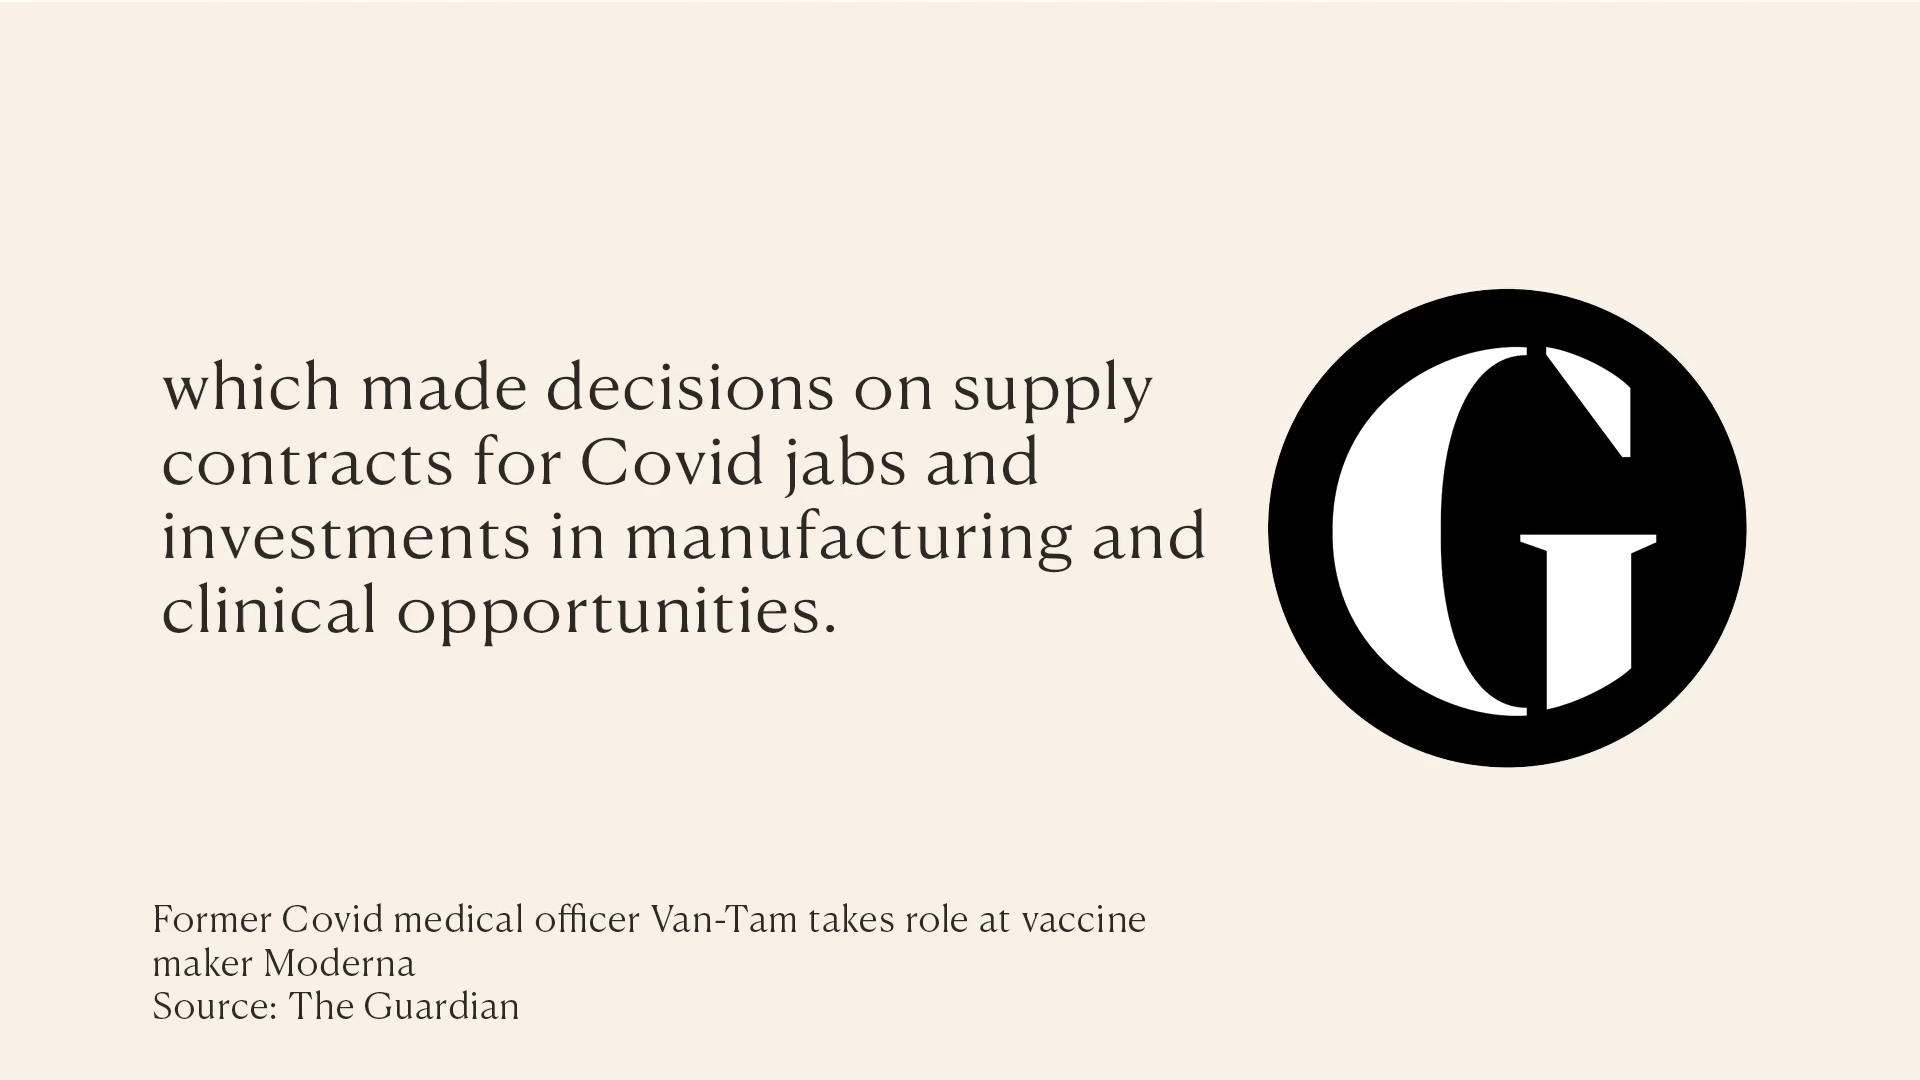 which made decisions on supply
contracts for Covid jabs and
investments in manufacturing and
clinical opportunities.
G
Former Covid medical officer Van-Tam takes role at vaccine
maker Moderna
Source: The Guardian